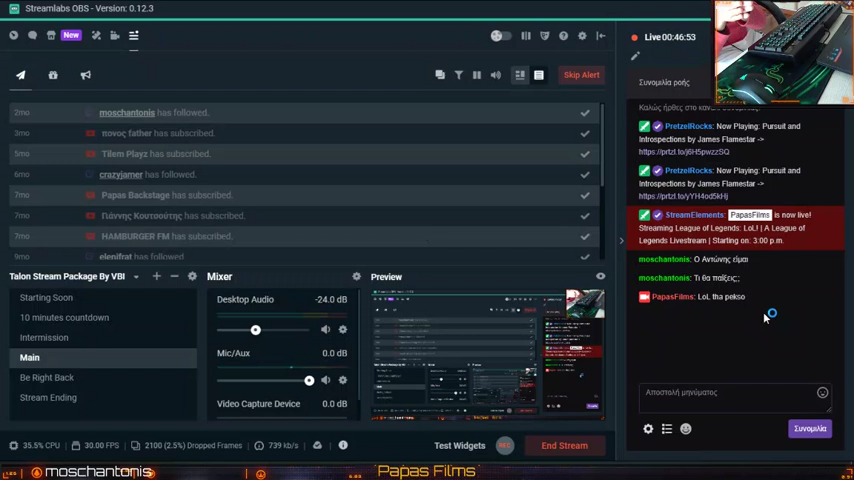 Streamlabs OBS - Version: 0.12.3
New
Live 00:46:53
Skip Alert
2mo moschantonis has followed.
3mo πονος father has subscribed.
5mo Tilem Playz has subscribed.
6mo crazyjamer has followed.
7mo Papas Backstage has subscribed.
7mo Γιάννης Κουτσούτης has subscribed.
7mo HAMBURGER FM has subscribed.
9mo elenifrat has followed.
Συνομιλία ροής
Καλώς ήρθες στο
PretzelRocks: Now Playing: Pursuit and
Introspections by James Flamestar ->
https://prtzl.to/j6H5pwzzSQ
PretzelRocks: Now Playing: Pursuit and
Introspections by James Flamestar ->
https://prtzl.to/yYH4od5kHj
StreamElements: PapasFilms is now live!
Streaming League of Legends: LoL! | A League of
Legends Livestream | Starting on: 3:00 p.m.
moschantonis: Ο Αντώνης είμαι
moschantonis: Τι θα παίξεις;;
PapasFilms: LoL tha pekso
Αποστολή μηνύματος
Συνομιλία
Talon Stream Package By VBI
Starting Soon
10 minutes countdown
Intermission
Main
Be Right Back
Stream Ending
Mixer
Desktop Audio -24.0 dB
Mic/Aux 0.0 dB
Video Capture Device 0.0 dB
Preview
35.5% CPU 30.00 FPS 2100 (2.5%) Dropped Frames 739 kb/s
Test Widgets REC End Stream
moschantonis
Papas Films